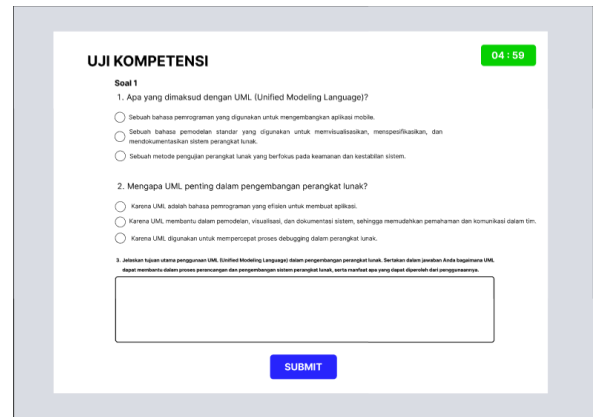 UJI KOMPETENSI
04 : 59
Soal 1
1. Apa yang dimaksud dengan UML (Unified Modeling Language)?
Sebuah bahasa pemrograman yang digunakan untuk mengembangkan aplikasi mobile.
Sebuah bahasa pemodelan standar yang digunakan untuk memvisualisasikan, menspesifikasikan, dan
mendokumentasikan sistem perangkat lunak.
Sebuah metode pengujian perangkat lunak yang berfokus pada keamanan dan kestabilan sistem.
2. Mengapa UML penting dalam pengembangan perangkat lunak?
Karena UML adalah bahasa pemrograman yang efisien untuk membuat aplikasi.
Karena UML membantu dalam pemodelan, visualisasi, dan dokumentasi sistem, sehingga memudahkan pemahaman dan komunikasi dalam tim.
Karena UML digunakan untuk mempercepat proses debugging dalam perangkat lunak.
3. Jelaskan tujuan utama penggunaan UML (Unified Modeling Language) dalam pengembangan perangkat lunak. Sertakan dalam jawaban Anda bagaimana UML
dapat membantu dalam proses perancangan dan pengembangan sistem perangkat lunak, serta manfaat apa yang dapat diperoleh dari penggunaannya.
SUBMIT